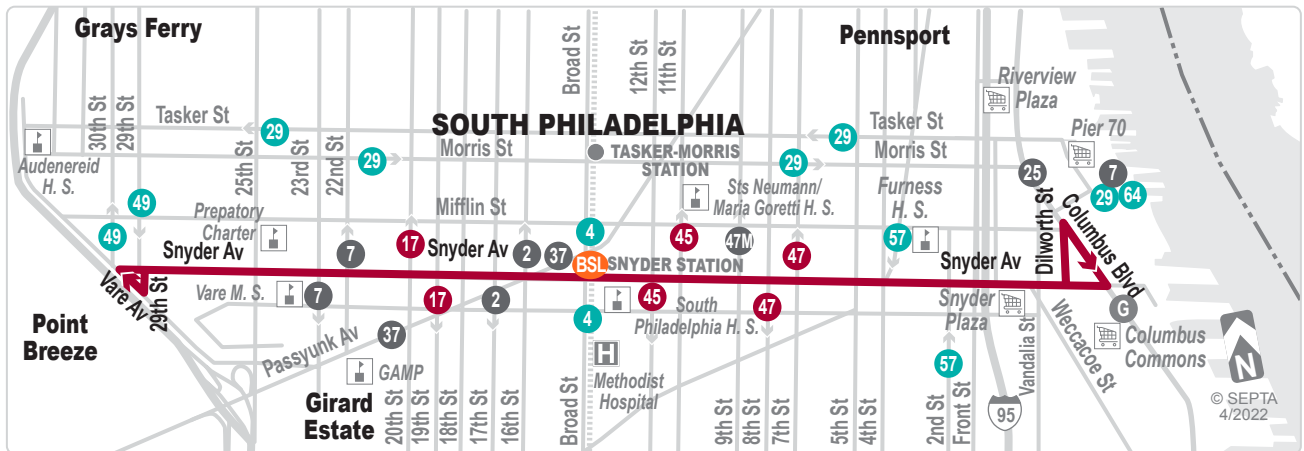 Grays Ferry
Pennsport
Broad St
12th St
11th St
Riverview
Plaza
30th St
29th St
Tasker St
29
SOUTH PHILADELPHIA
29
Tasker St
Pier 70
Audenereid
H. S.
25th St
23rd St
22nd St
29
Morris St
TASKER-MORRIS
STATION
29
Morris St
25
7
29
64
49
49
Prepatory
Charter
Mifflin St
Sts Neumann/
Maria Goretti H. S.
Furness
H. S.
Dilworth St
Columbus Blvd
Snyder Av
7
17
Snyder Av
2
37
4
BSL
SNYDER STATION
45
47M
47
57
Snyder Av
Vare Av
29th St
Vare M. S.
7
17
2
4
45
South
Philadelphia H. S.
47
Snyder
Plaza
G
Point
Breeze
Passyunk Av
37
GAMP
H
Methodist
Hospital
57
Vandalia St
Weccacoe St
Columbus
Commons
N
Girard
Estate
20th St
19th St
18th St
17th St
16th St
Broad St
9th St
8th St
7th St
5th St
4th St
2nd St
Front St
95
© SEPTA
4/2022